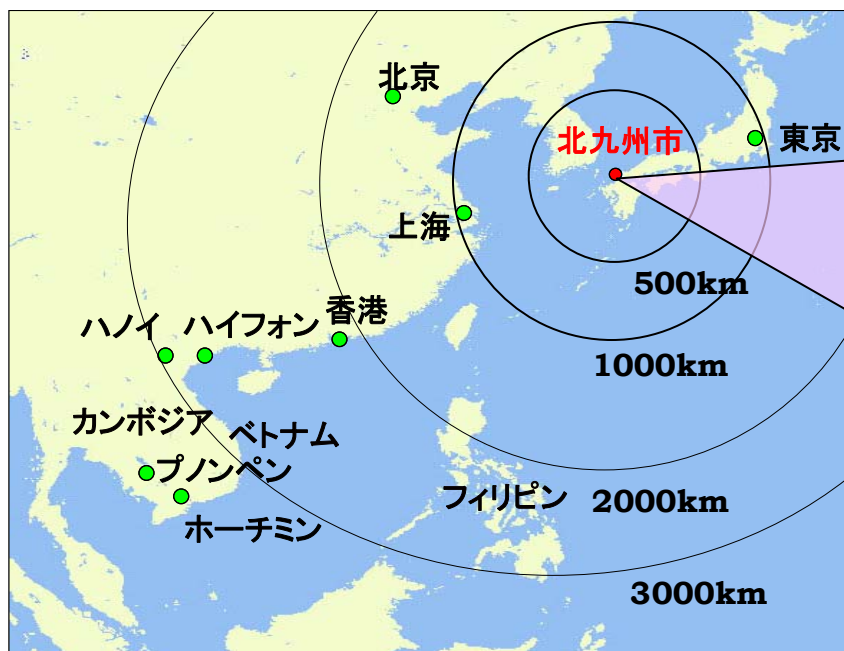 北京
北九州市
東京
上海
500km
香港
ハノイ
ハイフォン
1000km
カンボジア
ベトナム
プノンペン
フィリピン
2000km
ホーチミン
3000km